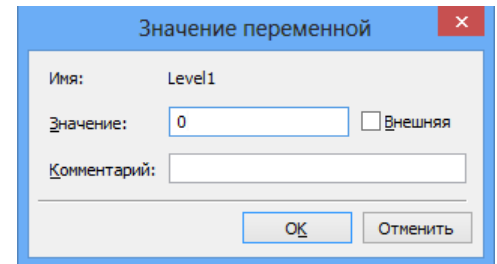 Значение переменной
Имя: Level1
Значение: 0 Внешняя
Комментарий:
OK Отменить